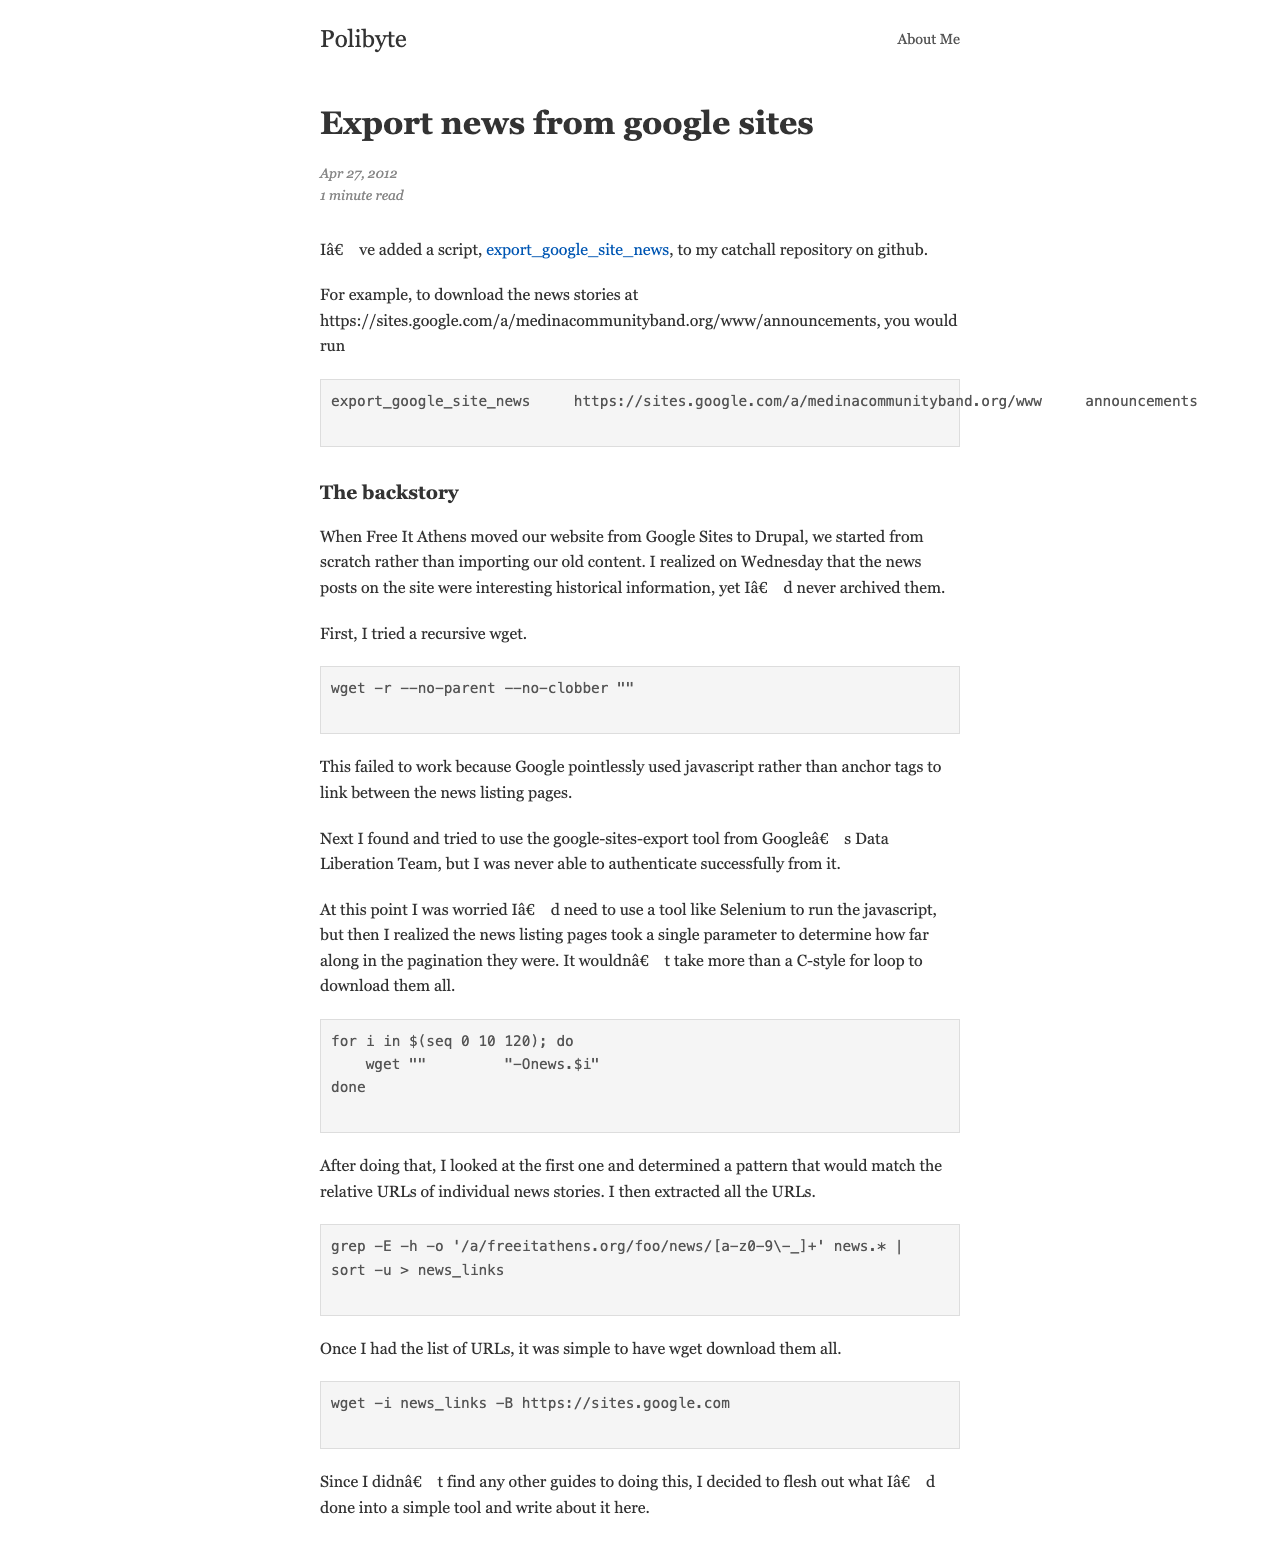 Polibyte
About Me
Export news from google sites
Apr 27, 2012
1 minute read
Iâ€ ve added a script, export_google_site_news, to my catchall repository on github.
For example, to download the news stories at
https://sites.google.com/a/medinacommunityband.org/www/announcements, you would
run
export_google_site_news     https://sites.google.com/a/medinacommunityband.org/www     announcements
The backstory
When Free It Athens moved our website from Google Sites to Drupal, we started from
scratch rather than importing our old content. I realized on Wednesday that the news
posts on the site were interesting historical information, yet Iâ€ d never archived them.
First, I tried a recursive wget.
wget -r --no-parent --no-clobber ""
This failed to work because Google pointlessly used javascript rather than anchor tags to
link between the news listing pages.
Next I found and tried to use the google-sites-export tool from Googleâ€ s Data
Liberation Team, but I was never able to authenticate successfully from it.
At this point I was worried Iâ€ d need to use a tool like Selenium to run the javascript,
but then I realized the news listing pages took a single parameter to determine how far
along in the pagination they were. It wouldnâ€ t take more than a C-style for loop to
download them all.
for i in $(seq 0 10 120); do
    wget ""         "-Onews.$i"
done
After doing that, I looked at the first one and determined a pattern that would match the
relative URLs of individual news stories. I then extracted all the URLs.
grep -E -h -o '/a/freeitathens.org/foo/news/[a-z0-9\-_]+' news.* |
sort -u > news_links
Once I had the list of URLs, it was simple to have wget download them all.
wget -i news_links -B https://sites.google.com
Since I didnâ€ t find any other guides to doing this, I decided to flesh out what Iâ€ d
done into a simple tool and write about it here.